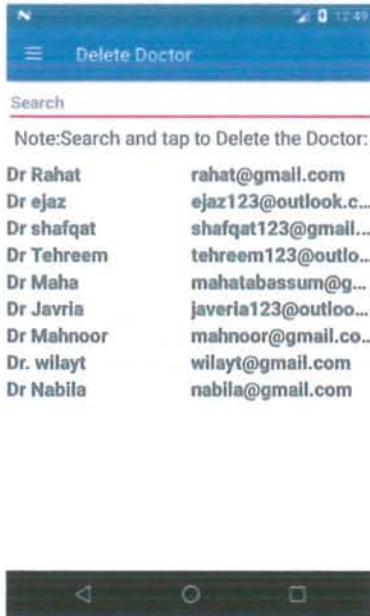 12:49
Delete Doctor
Search
Note:Search and tap to Delete the Doctor:
Dr Rahat rahat@gmail.com
Dr ejaz ejaz123@outlook.c...
Dr shafqat shafqat123@gmail...
Dr Tehreem tehreem123@outlo...
Dr Maha mahatabassum@g...
Dr Javria javeria123@outloo...
Dr Mahnoor mahnoor@gmail.co...
Dr. wilayt wilayt@gmail.com
Dr Nabila nabila@gmail.com